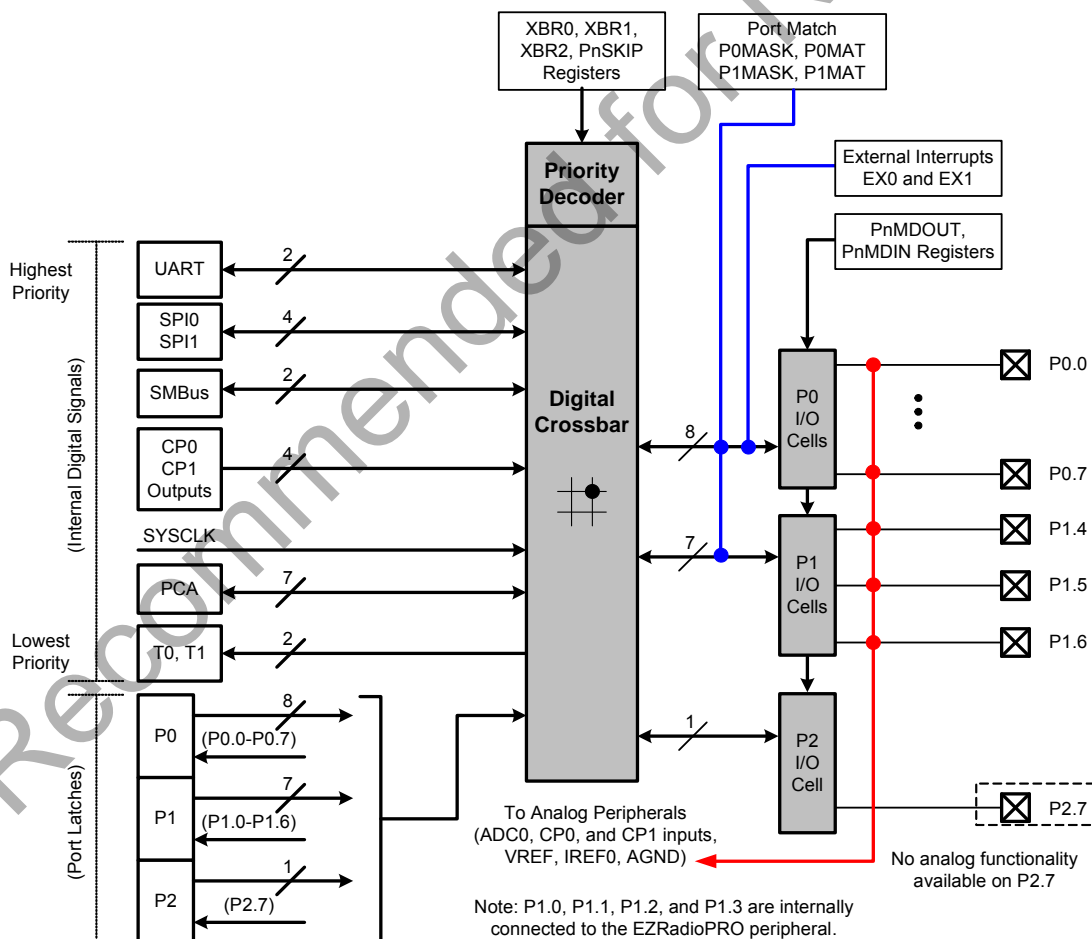 XBR0, XBR1,
XBR2, PnSKIP
Registers
Port Match
P0MASK, P0MAT
P1MASK, P1MAT
External Interrupts
EX0 and EX1
PnMDOUT,
PnMDIN Registers
Priority
Decoder
Digital
Crossbar
Highest
Priority
(Internal Digital Signals)
Lowest
Priority
(Port Latches)
UART
2
SPI0
SPI1
4
SMBus
2
CP0
CP1
Outputs
4
SYSCLK
PCA
7
T0, T1
2
P0
8
(P0.0-P0.7)
P1
7
(P1.0-P1.6)
P2
1
(P2.7)
8
7
1
P0
I/O
Cells
P1
I/O
Cells
P2
I/O
Cell
P0.0
P0.7
P1.4
P1.5
P1.6
P2.7
To Analog Peripherals
(ADC0, CP0, and CP1 inputs,
VREF, IREF0, AGND)
No analog functionality
available on P2.7
Note: P1.0, P1.1, P1.2, and P1.3 are internally
connected to the EZRadioPRO peripheral.
Recommended for